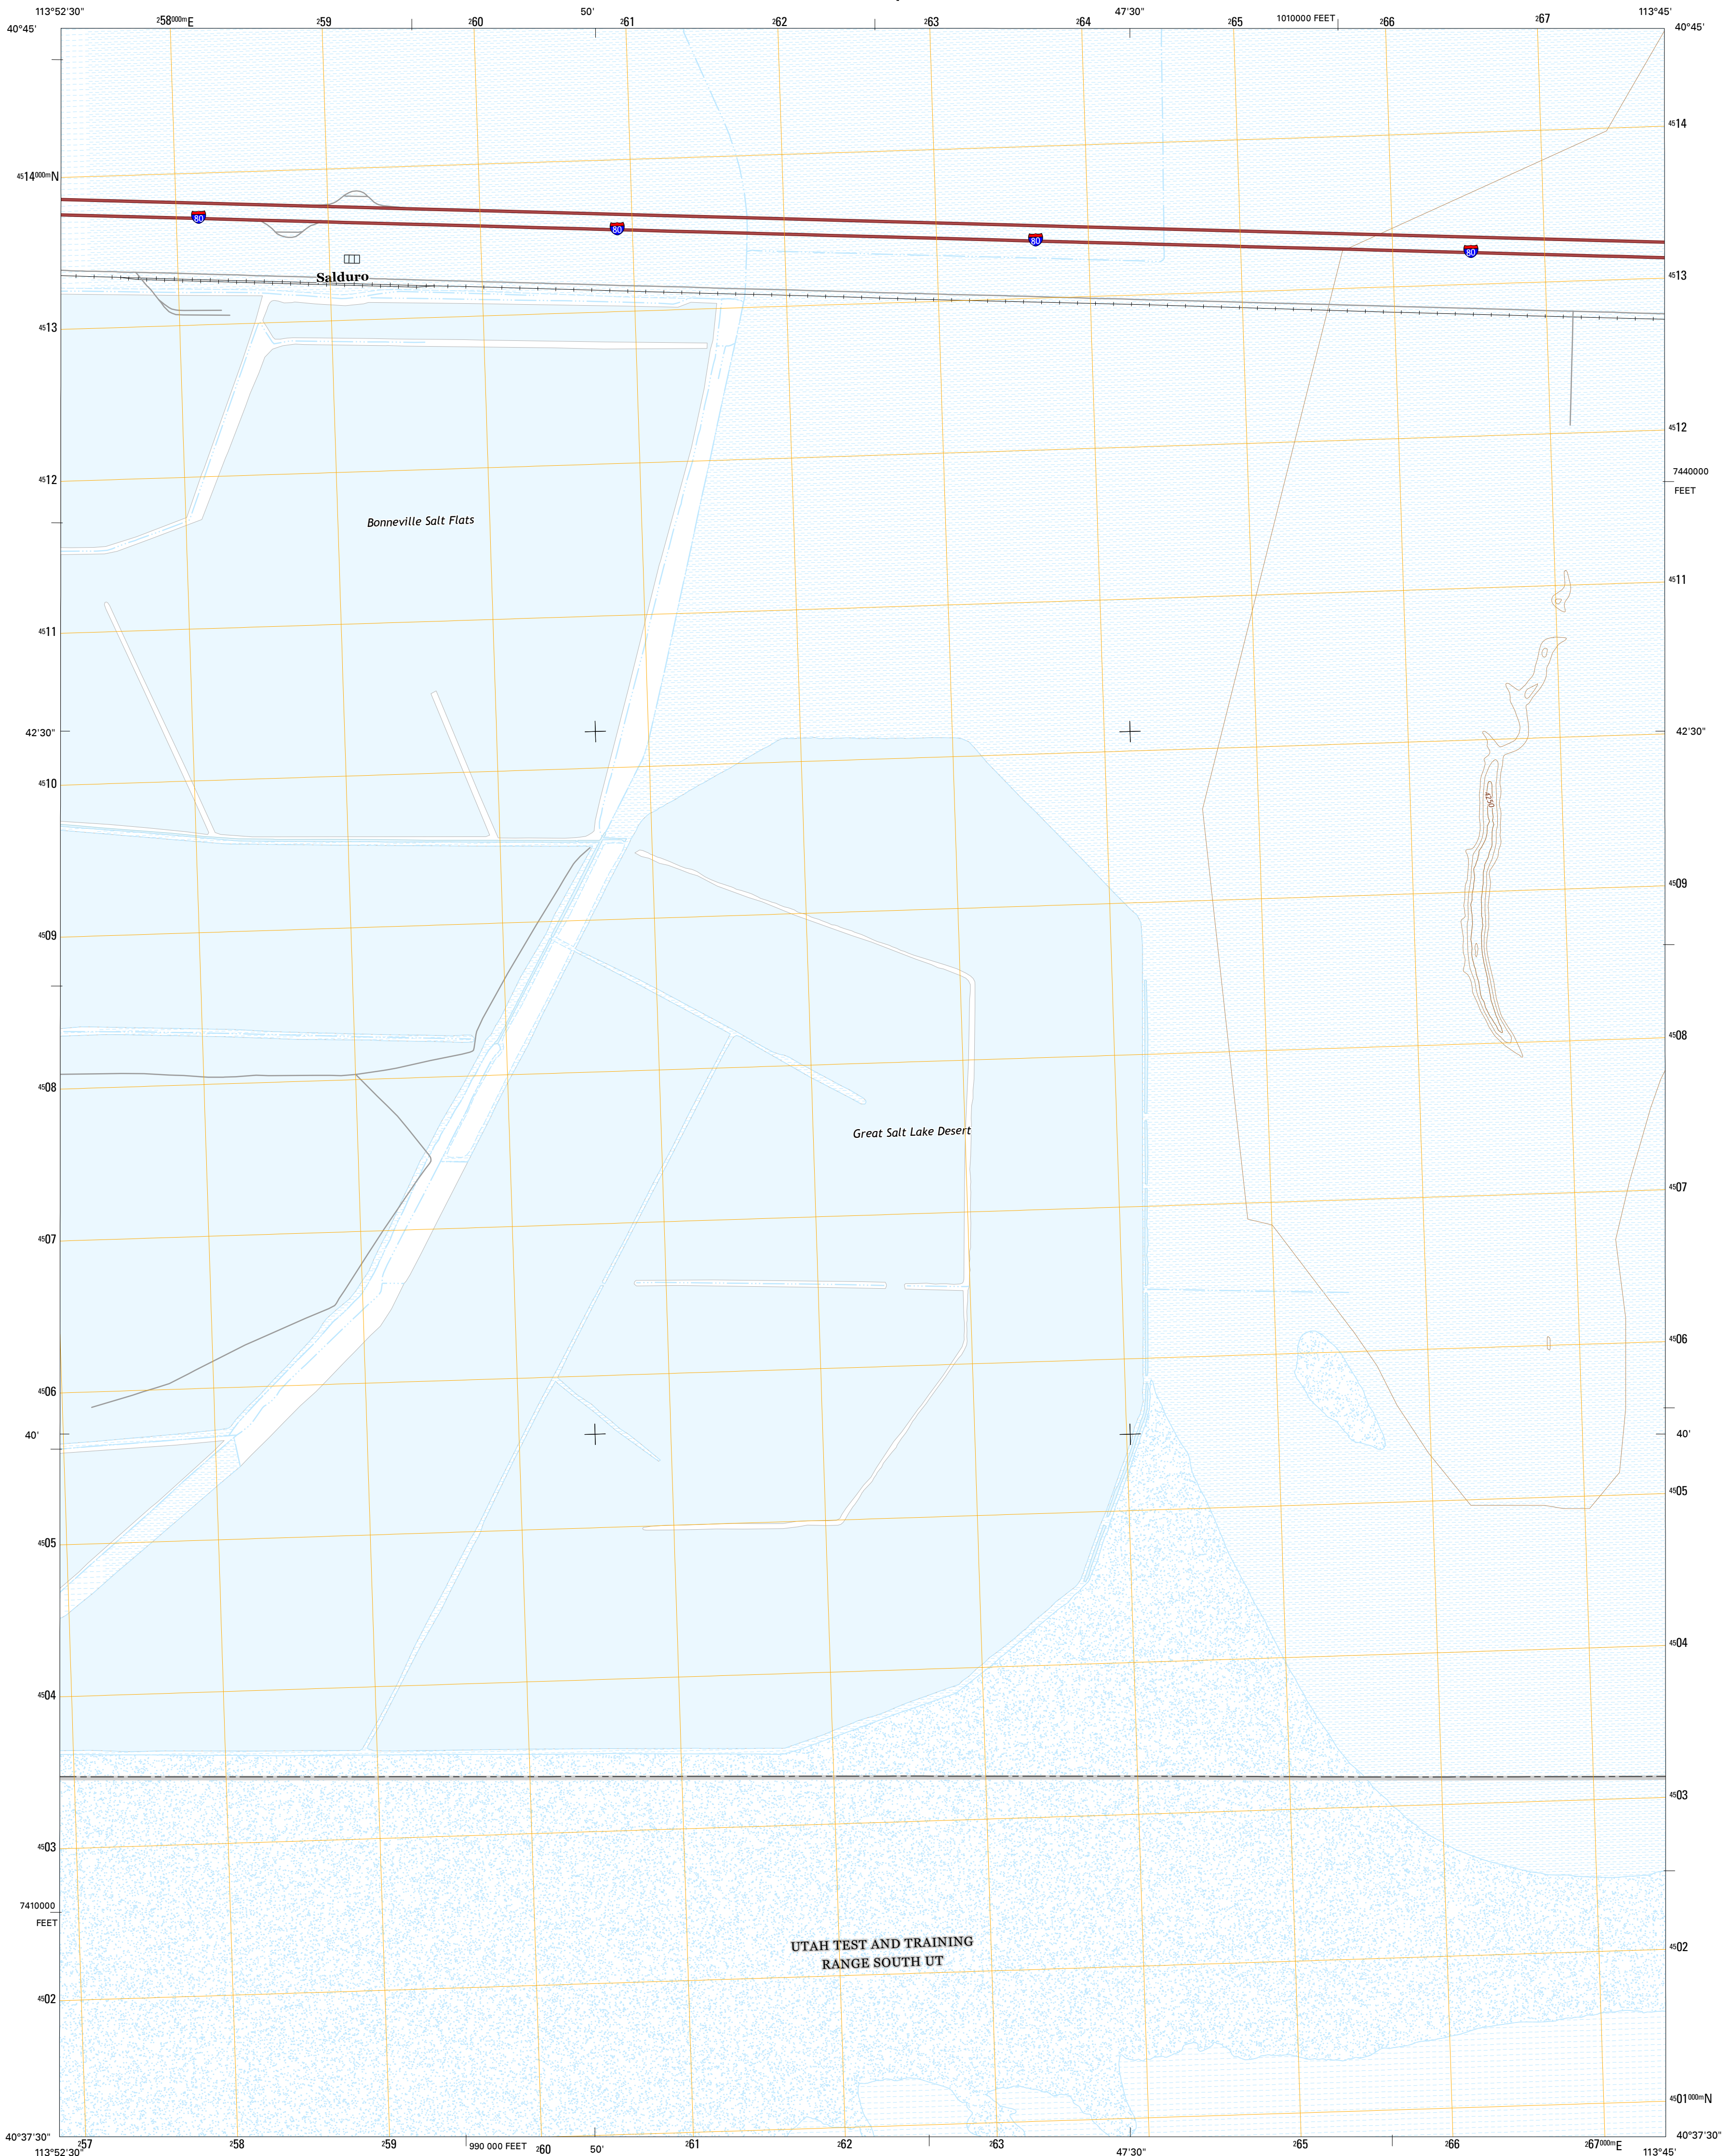 113°52'30" 258000mE 259 50' 260 261 262 263 264 47'30" 265 1010000 FEET 266 267 113°45'
40°45' 40°45'
4514
4514000mN
80 80 80 80
Salduro
4513
4513
4512
7440000
FEET
4512
Bonneville Salt Flats
4511
4511
42'30" 42'30"
4510
4250
4509
4509
4508
4508
Great Salt Lake Desert
4507
4507
4506
4506
40' 40'
4505
4505
4504
4504
4503
4503
7410000
FEET
UTAH TEST AND TRAINING
RANGE SOUTH UT
4502
4502
4501000mN
40°37'30" 40°37'30"
113°52'30" 257 258 259 990 000 FEET 260 50' 261 262 263 47'30" 265 266 267000mE 113°45'